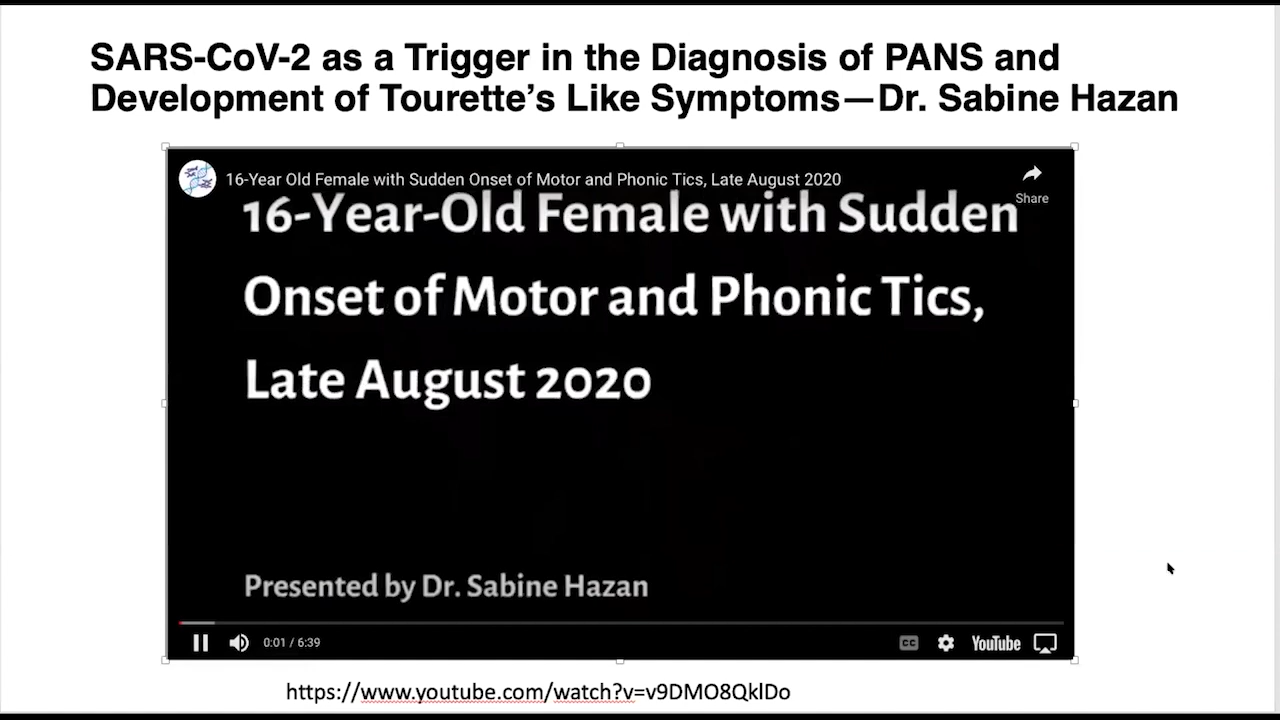 SARS-CoV-2 as a Trigger in the Diagnosis of PANS and
Development of Tourette’s Like Symptoms—Dr. Sabine Hazan
16-Year Old Female with Sudden Onset of Motor and Phonic Tics, Late August 2020
Share
16-Year-Old Female with Sudden
Onset of Motor and Phonic Tics,
Late August 2020
Presented by Dr. Sabine Hazan
0:01 / 6:39
CC
YouTube
https://www.youtube.com/watch?v=v9DMO8QklDo